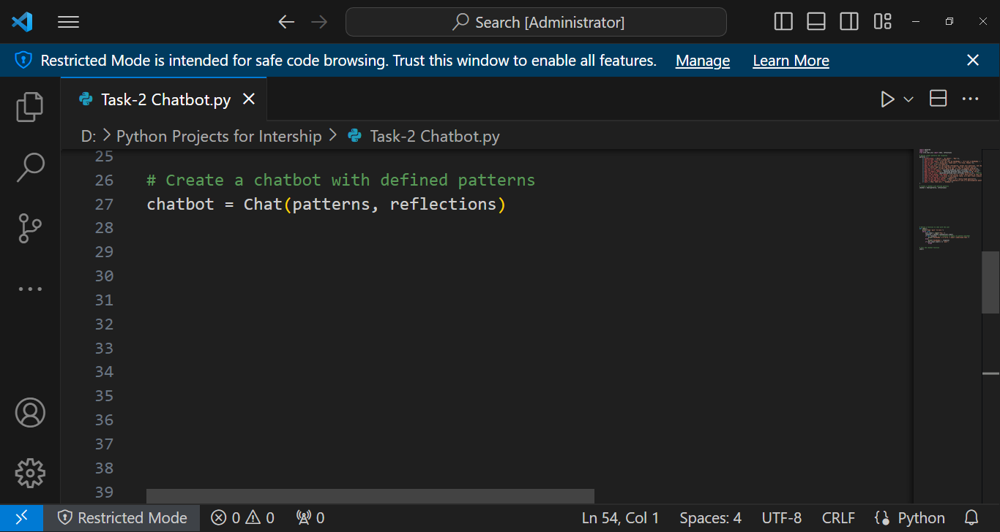 Search [Administrator]
Restricted Mode is intended for safe code browsing. Trust this window to enable all features. Manage Learn More
Task-2 Chatbot.py
D: > Python Projects for Intership > Task-2 Chatbot.py
25
26 # Create a chatbot with defined patterns
27 chatbot = Chat(patterns, reflections)
28
29
30
31
32
33
34
35
36
37
38
39
Restricted Mode 0 0 0 Ln 54, Col 1 Spaces: 4 UTF-8 CRLF Python